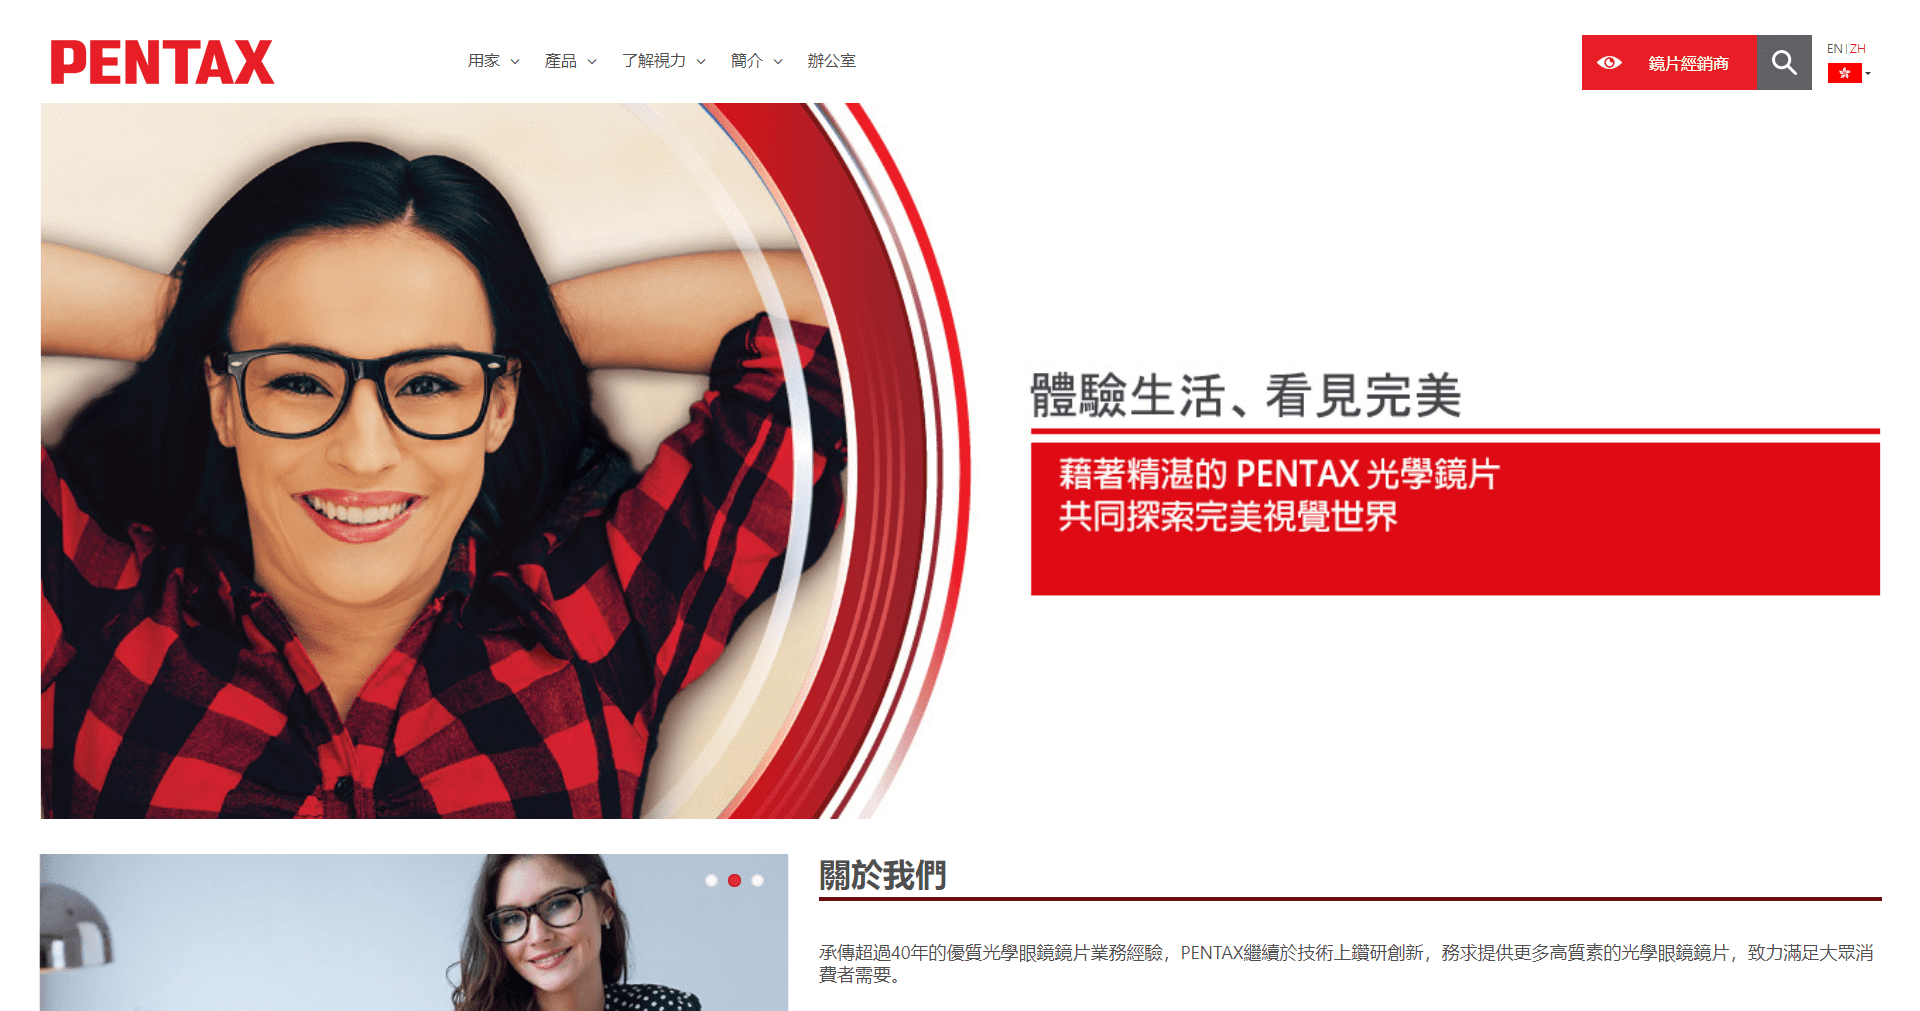 PENTAX
用家
產品
了解視力
簡介
辦公室
鏡片經銷商
EN|ZH
體驗生活、看見完美
藉著精湛的 PENTAX 光學鏡片
共同探索完美視覺世界
關於我們
承傳超過40年的優質光學眼鏡鏡片業務經驗，PENTAX繼續於技術上鑽研創新，務求提供更多高質素的光學眼鏡鏡片，致力滿足大眾消
費者需要。